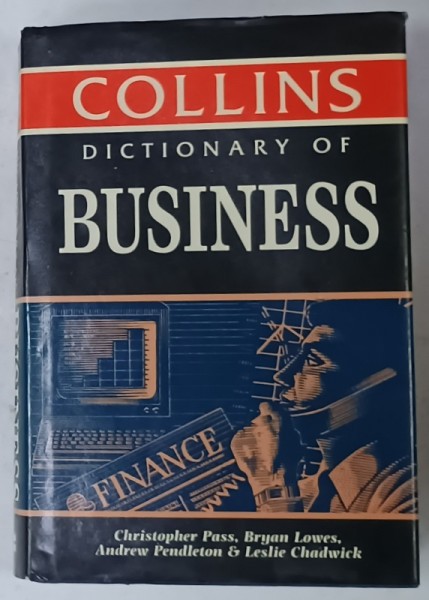 COLLINS
DICTIONARY OF
BUSINESS
FINANCE
Christopher Pass, Bryan Lowes,
Andrew Pendleton & Leslie Chadwick